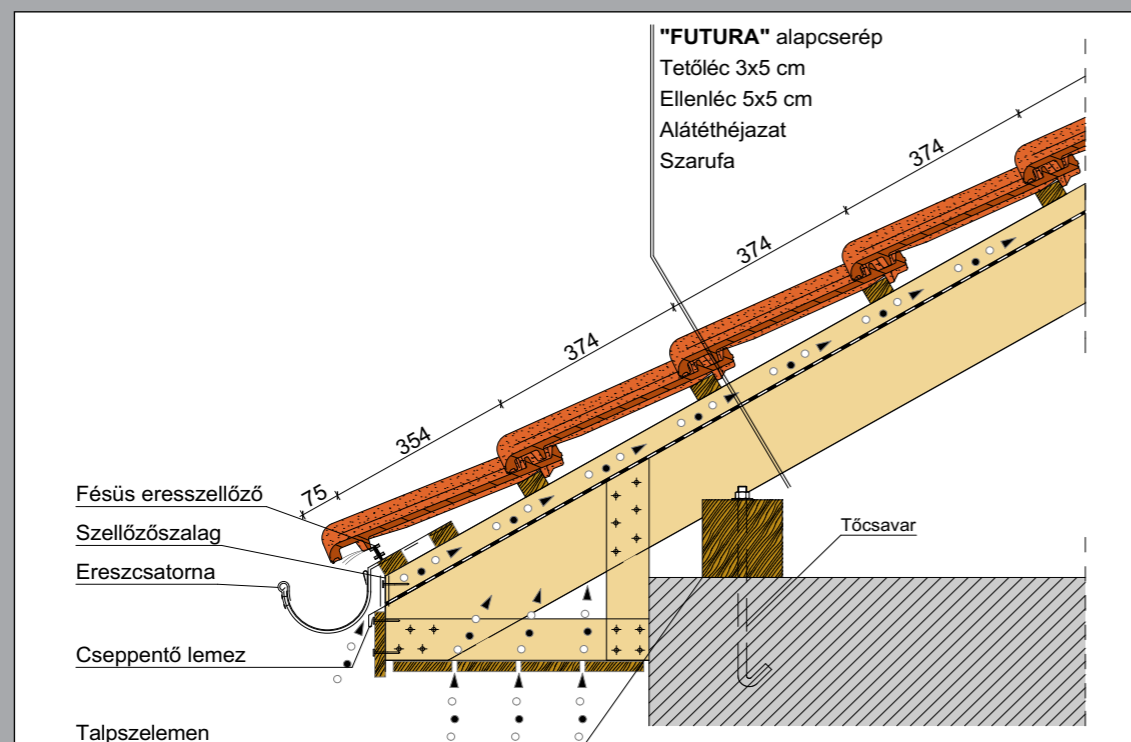 "FUTURA" alapcserép
Tetőléc 3x5 cm
Ellenléc 5x5 cm
Alátéthéjazat
Szarufa
374
374
374
354
75
Fésüs eresszellőző
Szellőzőszalag
Ereszcsatorna
Tőcsavar
Cseppentő lemez
Talpszelemen